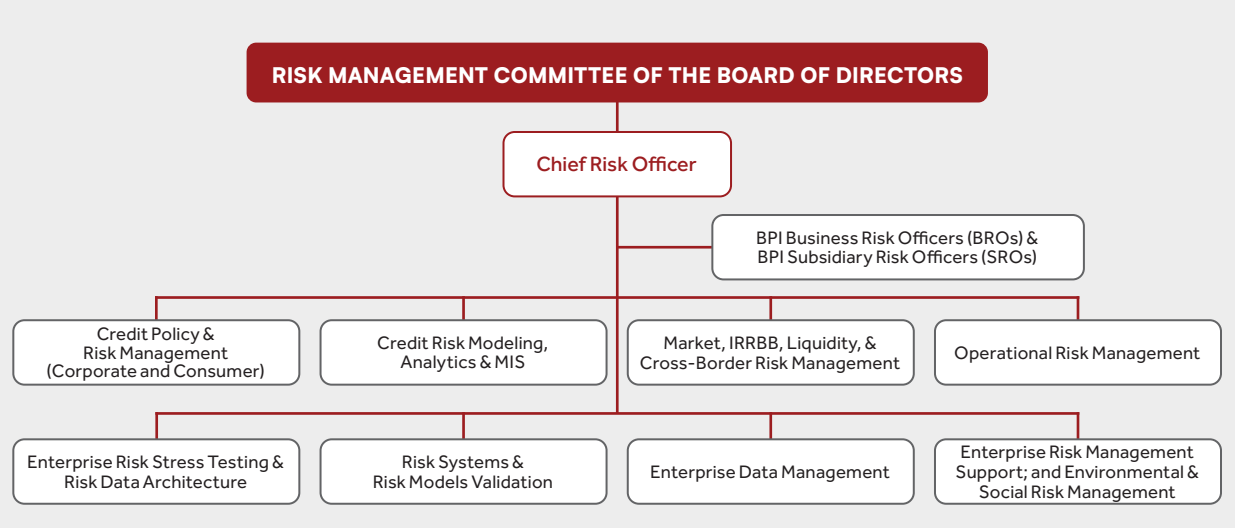 RISK MANAGEMENT COMMITTEE OF THE BOARD OF DIRECTORS
Chief Risk Officer
BPI Business Risk Officers (BROs) &
BPI Subsidiary Risk Officers (SROs)
Credit Policy &
Risk Management
(Corporate and Consumer)
Credit Risk Modeling,
Analytics & MIS
Market, IRRBB, Liquidity, &
Cross-Border Risk Management
Operational Risk Management
Enterprise Risk Stress Testing &
Risk Data Architecture
Risk Systems &
Risk Models Validation
Enterprise Data Management
Enterprise Risk Management
Support; and Environmental &
Social Risk Management